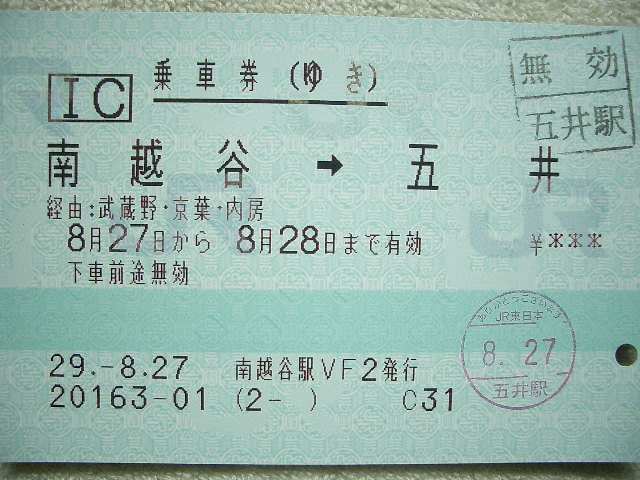 IC 乗車券(ゆき)
無効
五井駅
南越谷 → 五井
経由:武蔵野・京葉・内房
8月27日から 8月28日まで有効 ¥***
下車前途無効
ありがとうございます
JR東日本
8. 27
五井駅
29.-8.27 南越谷駅VF2発行
20163-01 (2- ) C31